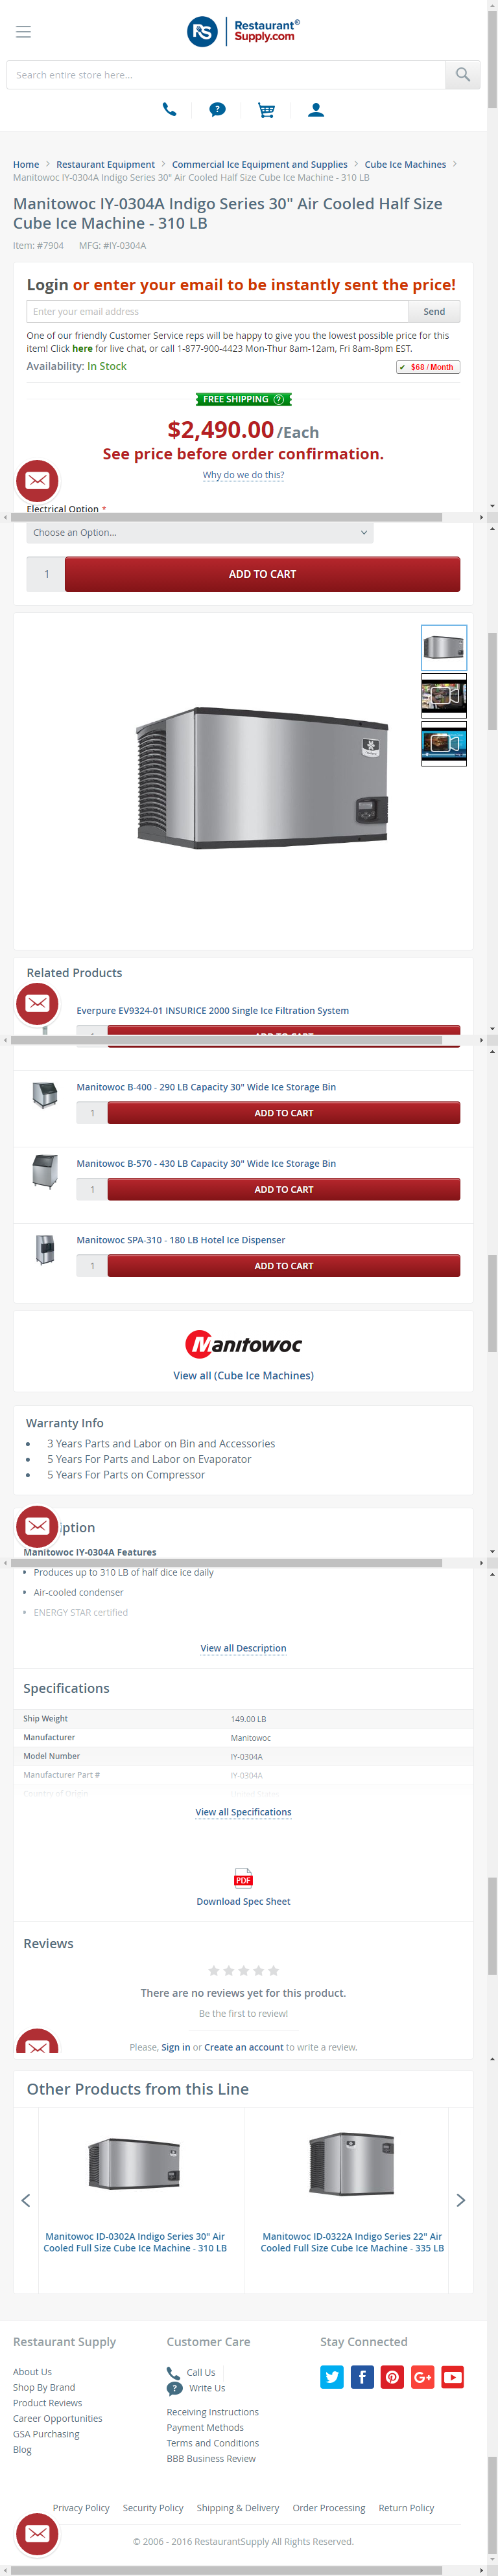 RS Restaurant® Supply.com
Search entire store here...
?
Home > Restaurant Equipment > Commercial Ice Equipment and Supplies > Cube Ice Machines >
Manitowoc IY-0304A Indigo Series 30" Air Cooled Half Size Cube Ice Machine - 310 LB
Manitowoc IY-0304A Indigo Series 30" Air Cooled Half Size
Cube Ice Machine - 310 LB
Item: #7904 MFG: #IY-0304A
Login or enter your email to be instantly sent the price!
Enter your email address Send
One of our friendly Customer Service reps will be happy to give you the lowest possible price for this
item! Click here for live chat, or call 1-877-900-4423 Mon-Thur 8am-12am, Fri 8am-8pm EST.
Availability: In Stock $68 / Month
FREE SHIPPING ?
$2,490.00 /Each
See price before order confirmation.
Why do we do this?
Electrical Option *
Choose an Option...
1 ADD TO CART
Related Products
Everpure EV9324-01 INSURICE 2000 Single Ice Filtration System
Manitowoc B-400 - 290 LB Capacity 30" Wide Ice Storage Bin
1 ADD TO CART
Manitowoc B-570 - 430 LB Capacity 30" Wide Ice Storage Bin
1 ADD TO CART
Manitowoc SPA-310 - 180 LB Hotel Ice Dispenser
1 ADD TO CART
Manitowoc
View all (Cube Ice Machines)
Warranty Info
• 3 Years Parts and Labor on Bin and Accessories
• 5 Years For Parts and Labor on Evaporator
• 5 Years For Parts on Compressor
iption
Manitowoc IY-0304A Features
• Produces up to 310 LB of half dice ice daily
• Air-cooled condenser
• ENERGY STAR certified
View all Description
Specifications
Ship Weight 149.00 LB
Manufacturer Manitowoc
Model Number IY-0304A
Manufacturer Part # IY-0304A
Country of Origin United States
View all Specifications
PDF
Download Spec Sheet
Reviews
There are no reviews yet for this product.
Be the first to review!
Please, Sign in or Create an account to write a review.
Other Products from this Line
Manitowoc ID-0302A Indigo Series 30" Air
Cooled Full Size Cube Ice Machine - 310 LB
Manitowoc ID-0322A Indigo Series 22" Air
Cooled Full Size Cube Ice Machine - 335 LB
Restaurant Supply
About Us
Shop By Brand
Product Reviews
Career Opportunities
GSA Purchasing
Blog
Customer Care
Call Us
? Write Us
Receiving Instructions
Payment Methods
Terms and Conditions
BBB Business Review
Stay Connected
Privacy Policy Security Policy Shipping & Delivery Order Processing Return Policy
© 2006 - 2016 RestaurantSupply All Rights Reserved.